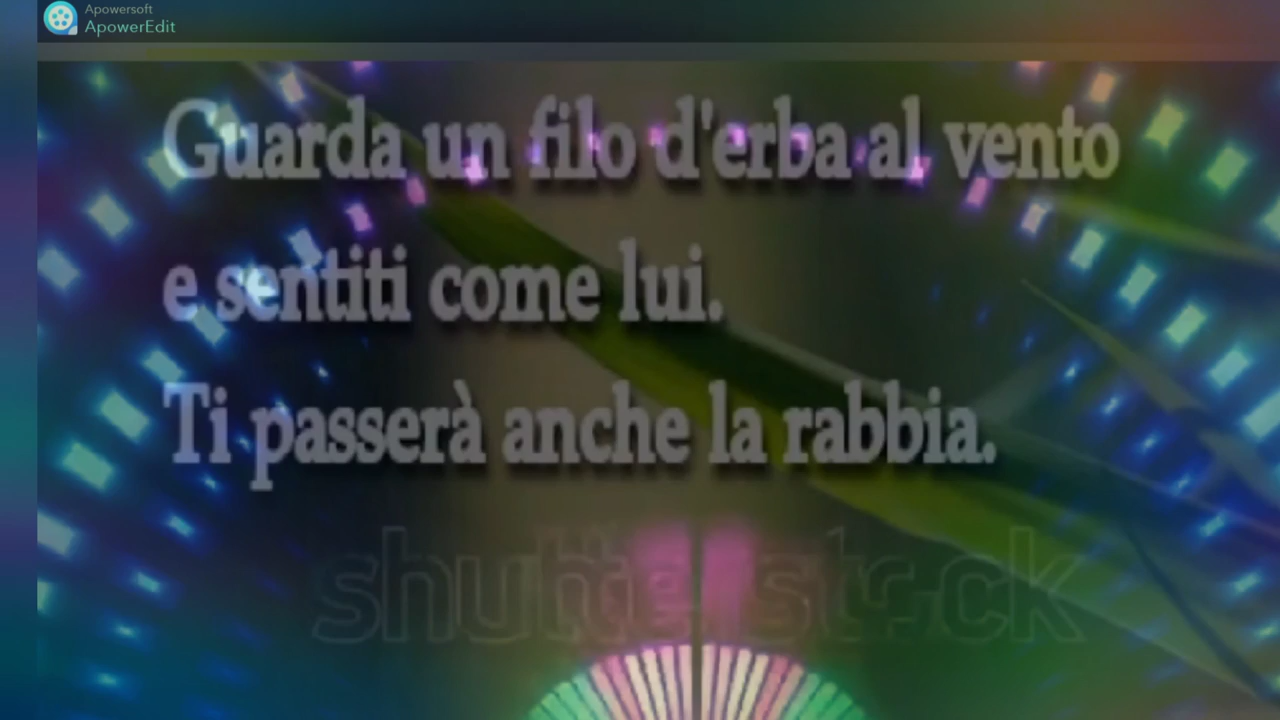 Apowersoft
ApowerEdit
Guarda un filo d'erba al vento
e sentiti come lui.
Ti passerà anche la rabbia.
shutterstock